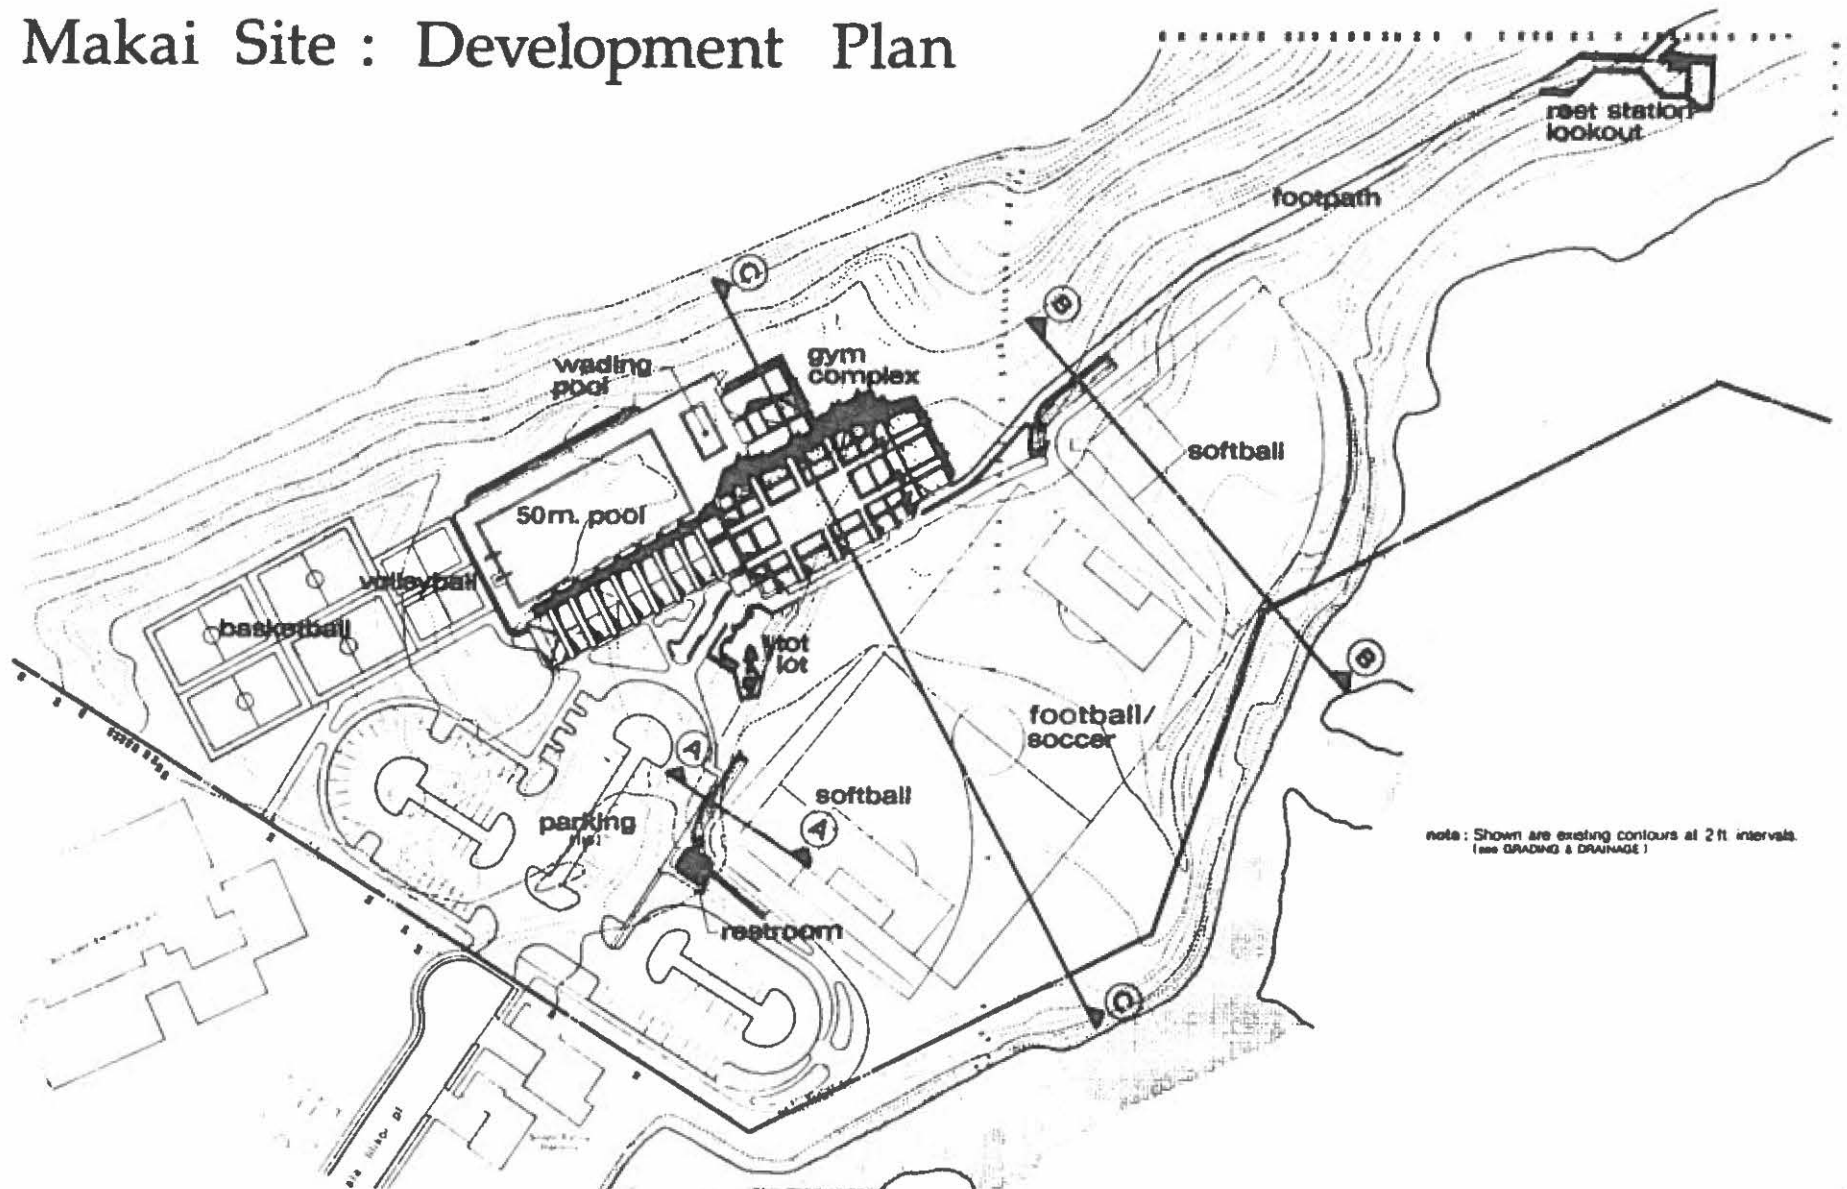 Makai Site : Development Plan
rest station
lookout
footpath
C
B
wading
pool
gym
complex
softball
50m. pool
volleyball
basketball
tot
lot
B
football/
soccer
A
softball
parking
A
note : Shown are existing contours at 2 ft. intervals.
(see GRADING & DRAINAGE )
restroom
C